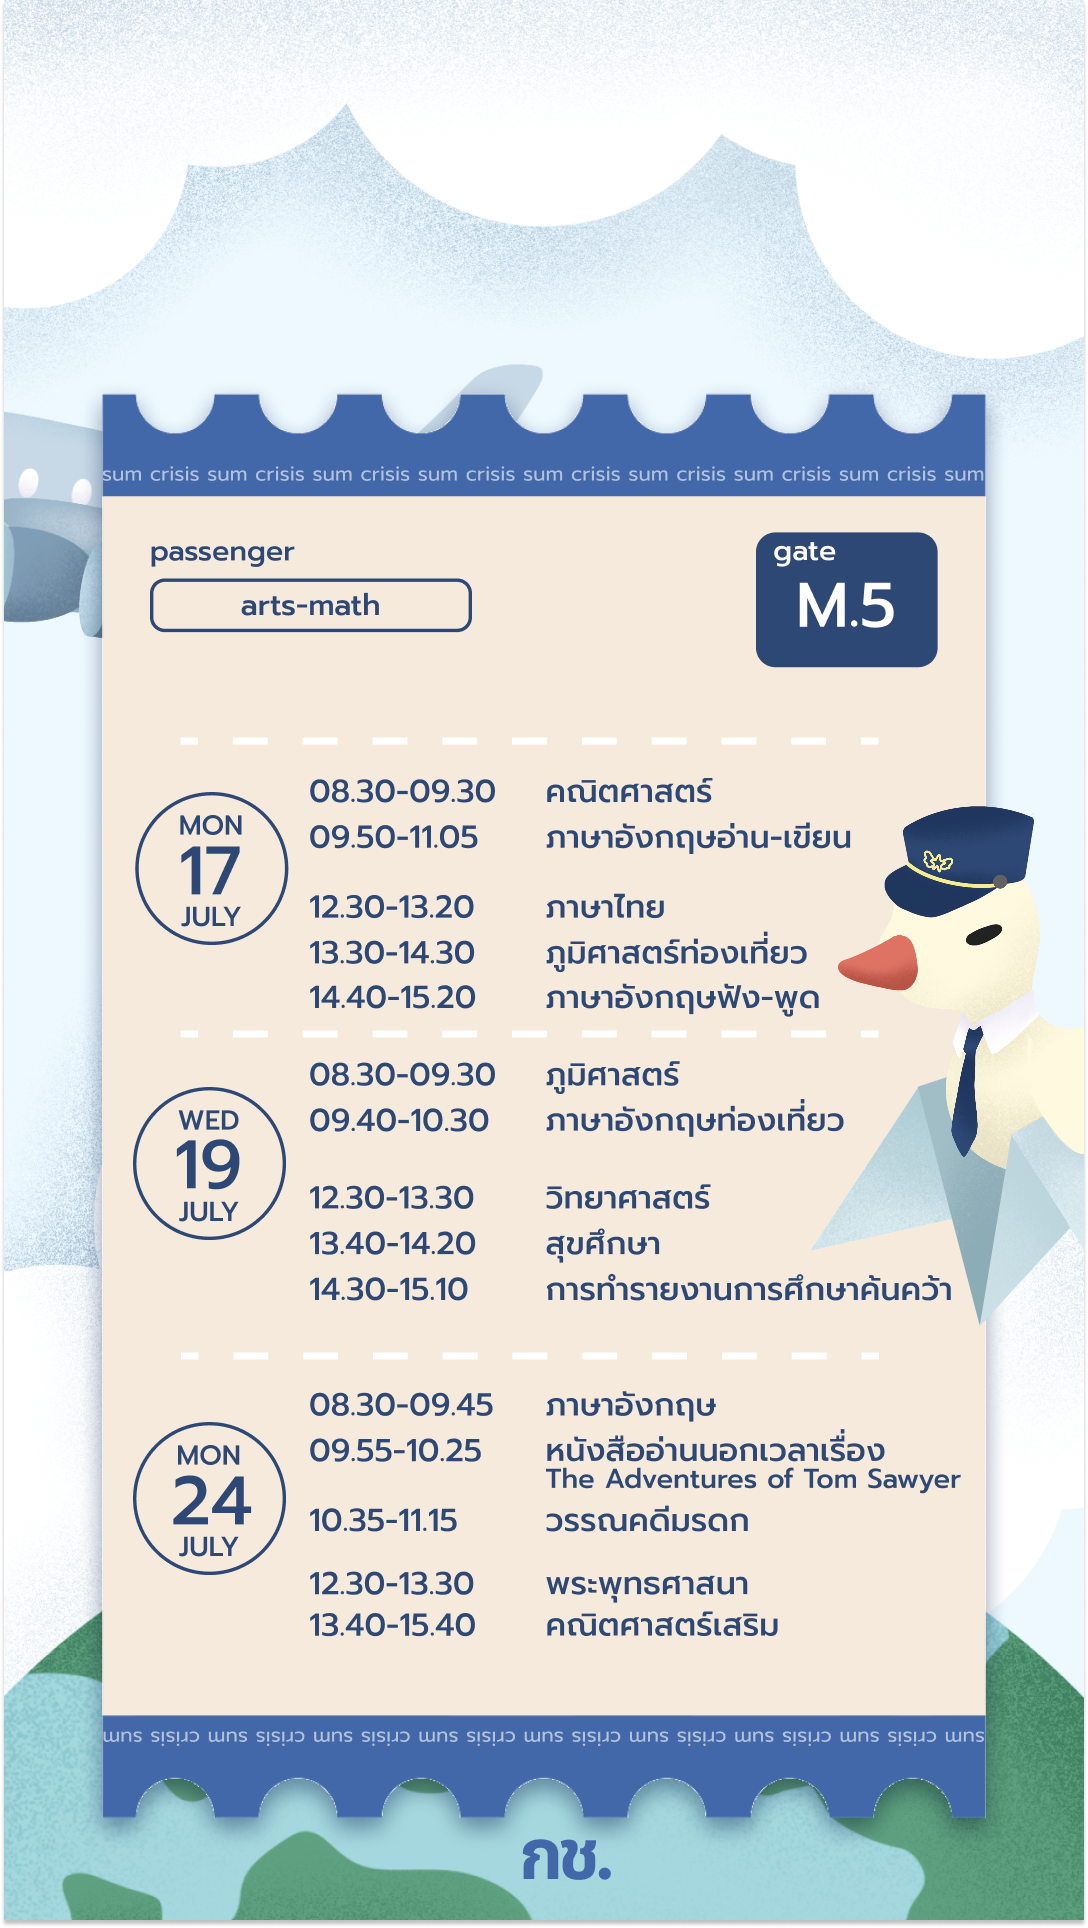 sum crisis sum crisis sum crisis sum crisis sum crisis sum crisis sum crisis sum crisis sum
passenger
arts-math
gate
M.5
MON
17
JULY
08.30-09.30 คณิตศาสตร์
09.50-11.05 ภาษาอังกฤษอ่าน-เขียน
12.30-13.20 ภาษาไทย
13.30-14.30 ภูมิศาสตร์ท่องเที่ยว
14.40-15.20 ภาษาอังกฤษฟัง-พูด
WED
19
JULY
08.30-09.30 ภูมิศาสตร์
09.40-10.30 ภาษาอังกฤษท่องเที่ยว
12.30-13.30 วิทยาศาสตร์
13.40-14.20 สุขศึกษา
14.30-15.10 การทำรายงานการศึกษาค้นคว้า
MON
24
JULY
08.30-09.45 ภาษาอังกฤษ
09.55-10.25 หนังสืออ่านนอกเวลาเรื่อง
The Adventures of Tom Sawyer
10.35-11.15 วรรณคดีมรดก
12.30-13.30 พระพุทธศาสนา
13.40-15.40 คณิตศาสตร์เสริม
sum crisis sum crisis sum crisis sum crisis sum crisis sum crisis sum crisis sum crisis sum
กช.